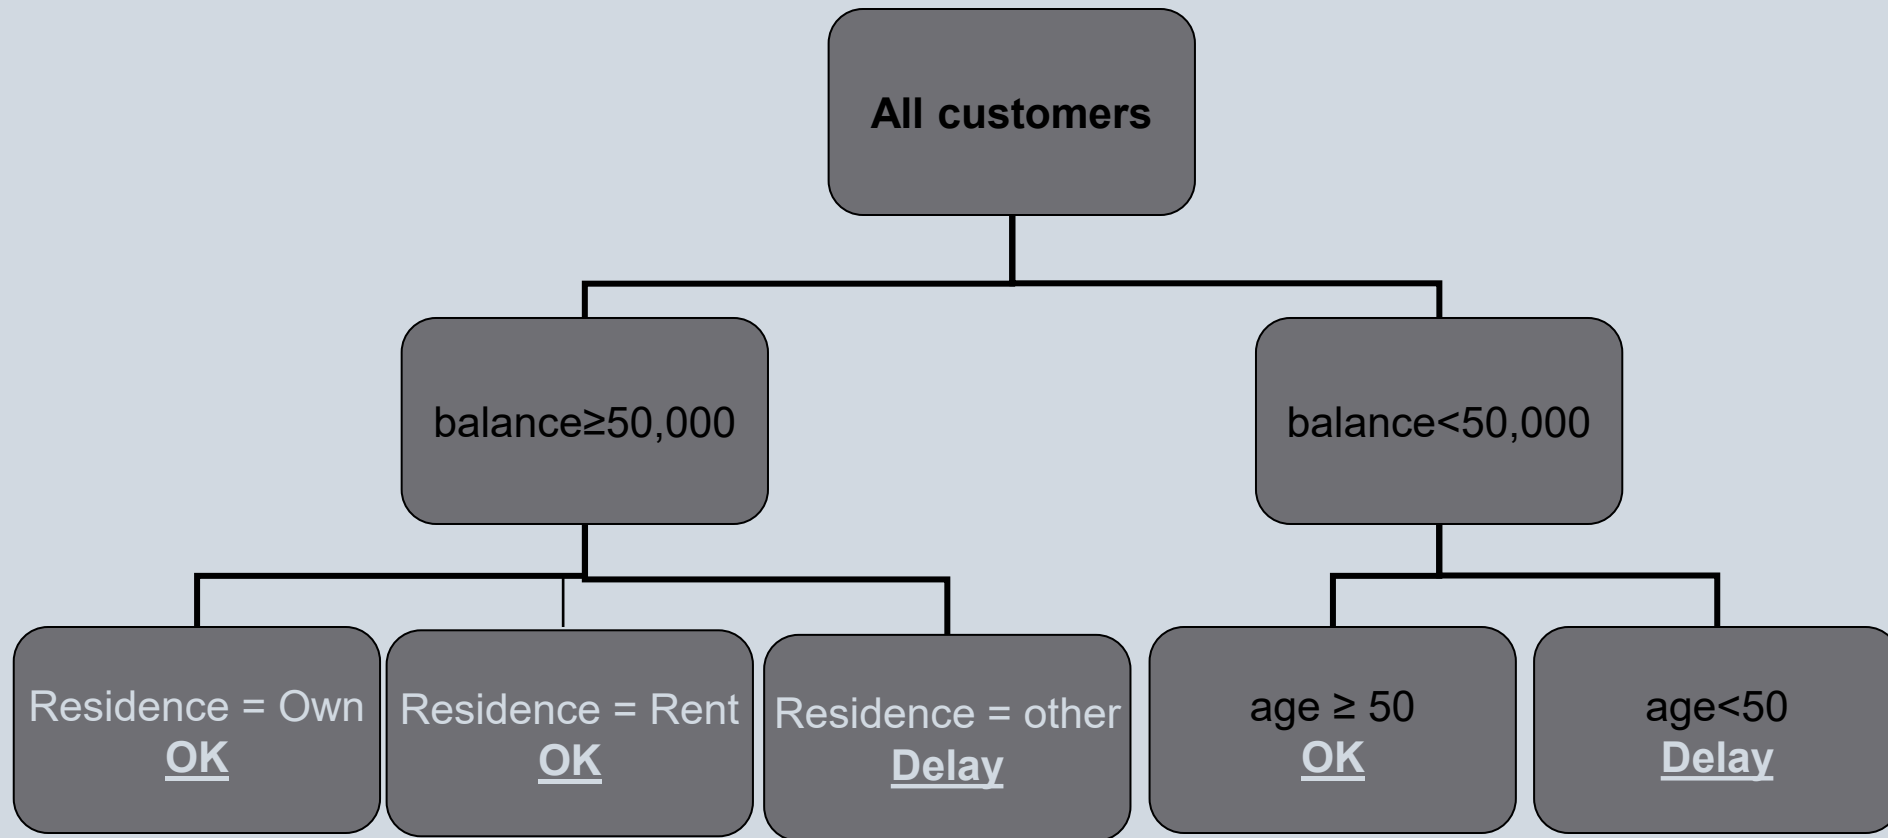 All customers
balance≥50,000
balance<50,000
Residence = Own
OK
Residence = Rent
OK
Residence = other
Delay
age ≥ 50
OK
age<50
Delay